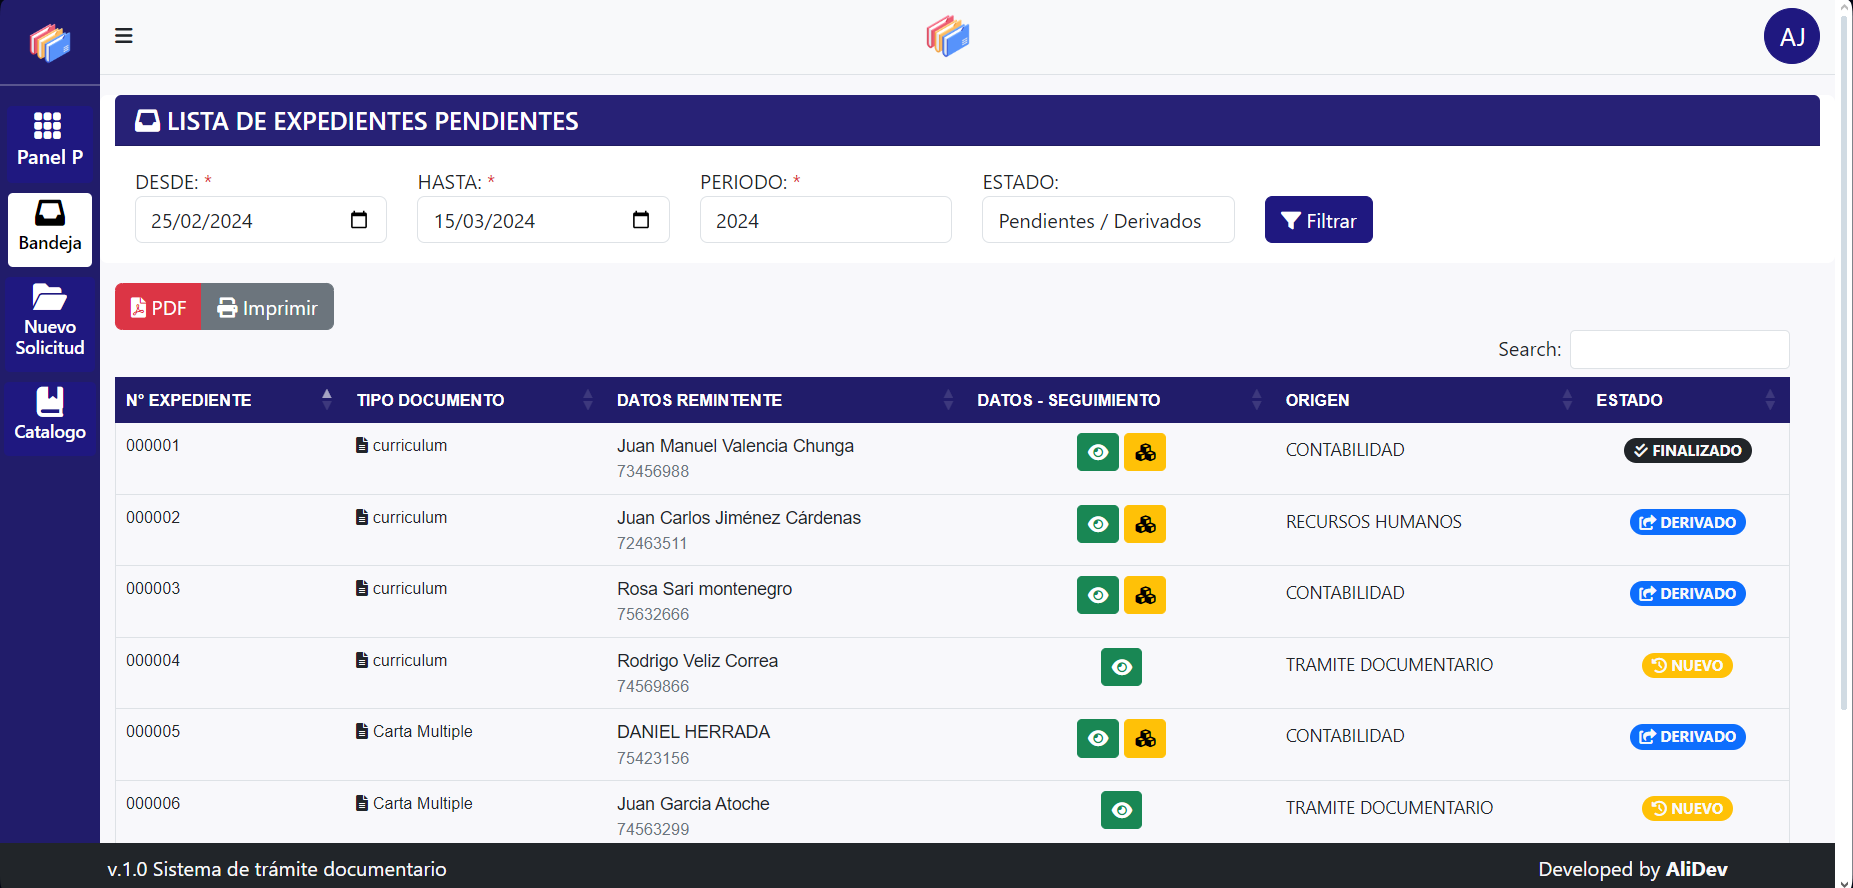 AJ
Panel P
Bandeja
Nuevo
Solicitud
Catalogo
LISTA DE EXPEDIENTES PENDIENTES
DESDE: * HASTA: * PERIODO: * ESTADO:
25/02/2024 15/03/2024 2024 Pendientes / Derivados Filtrar
PDF Imprimir
Search:
N° EXPEDIENTE TIPO DOCUMENTO DATOS REMINTENTE DATOS - SEGUIMIENTO ORIGEN ESTADO
000001 curriculum Juan Manuel Valencia Chunga CONTABILIDAD FINALIZADO
73456988
000002 curriculum Juan Carlos Jiménez Cárdenas RECURSOS HUMANOS DERIVADO
72463511
000003 curriculum Rosa Sari montenegro CONTABILIDAD DERIVADO
75632666
000004 curriculum Rodrigo Veliz Correa TRAMITE DOCUMENTARIO NUEVO
74569866
000005 Carta Multiple DANIEL HERRADA CONTABILIDAD DERIVADO
75423156
000006 Carta Multiple Juan Garcia Atoche TRAMITE DOCUMENTARIO NUEVO
74563299
v.1.0 Sistema de trámite documentario Developed by AliDev